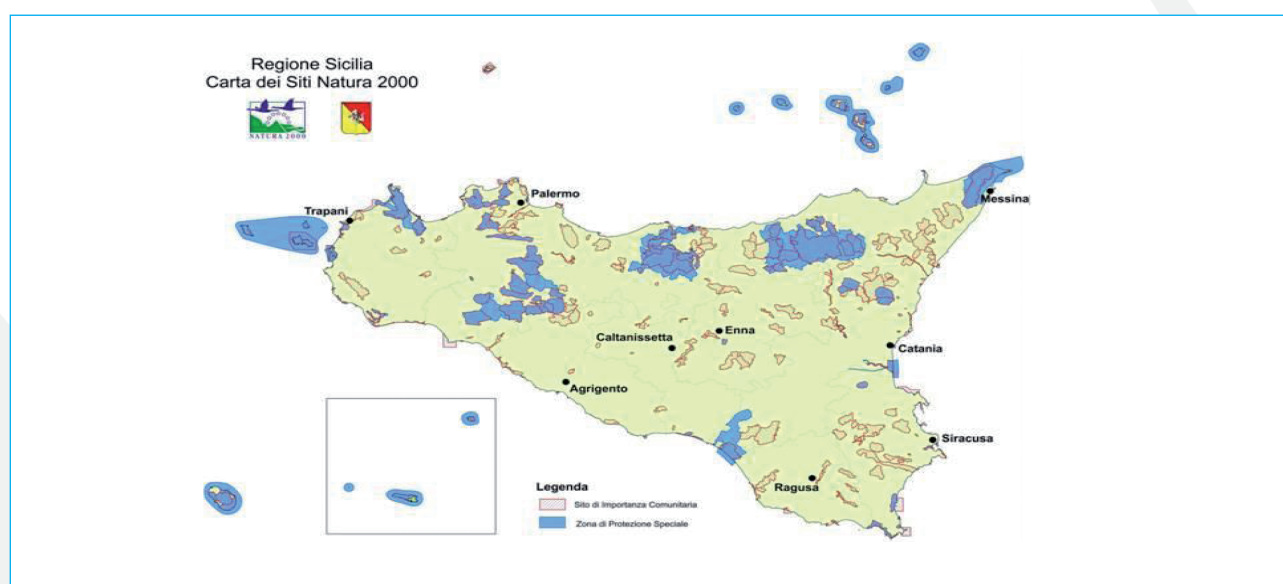 Regione Sicilia
Carta dei Siti Natura 2000
NATURA 2000
Palermo
Trapani
Messina
Enna
Caltanissetta
Catania
Agrigento
Siracusa
Ragusa
Legenda
Sito di Importanza Comunitaria
Zona di Protezione Speciale